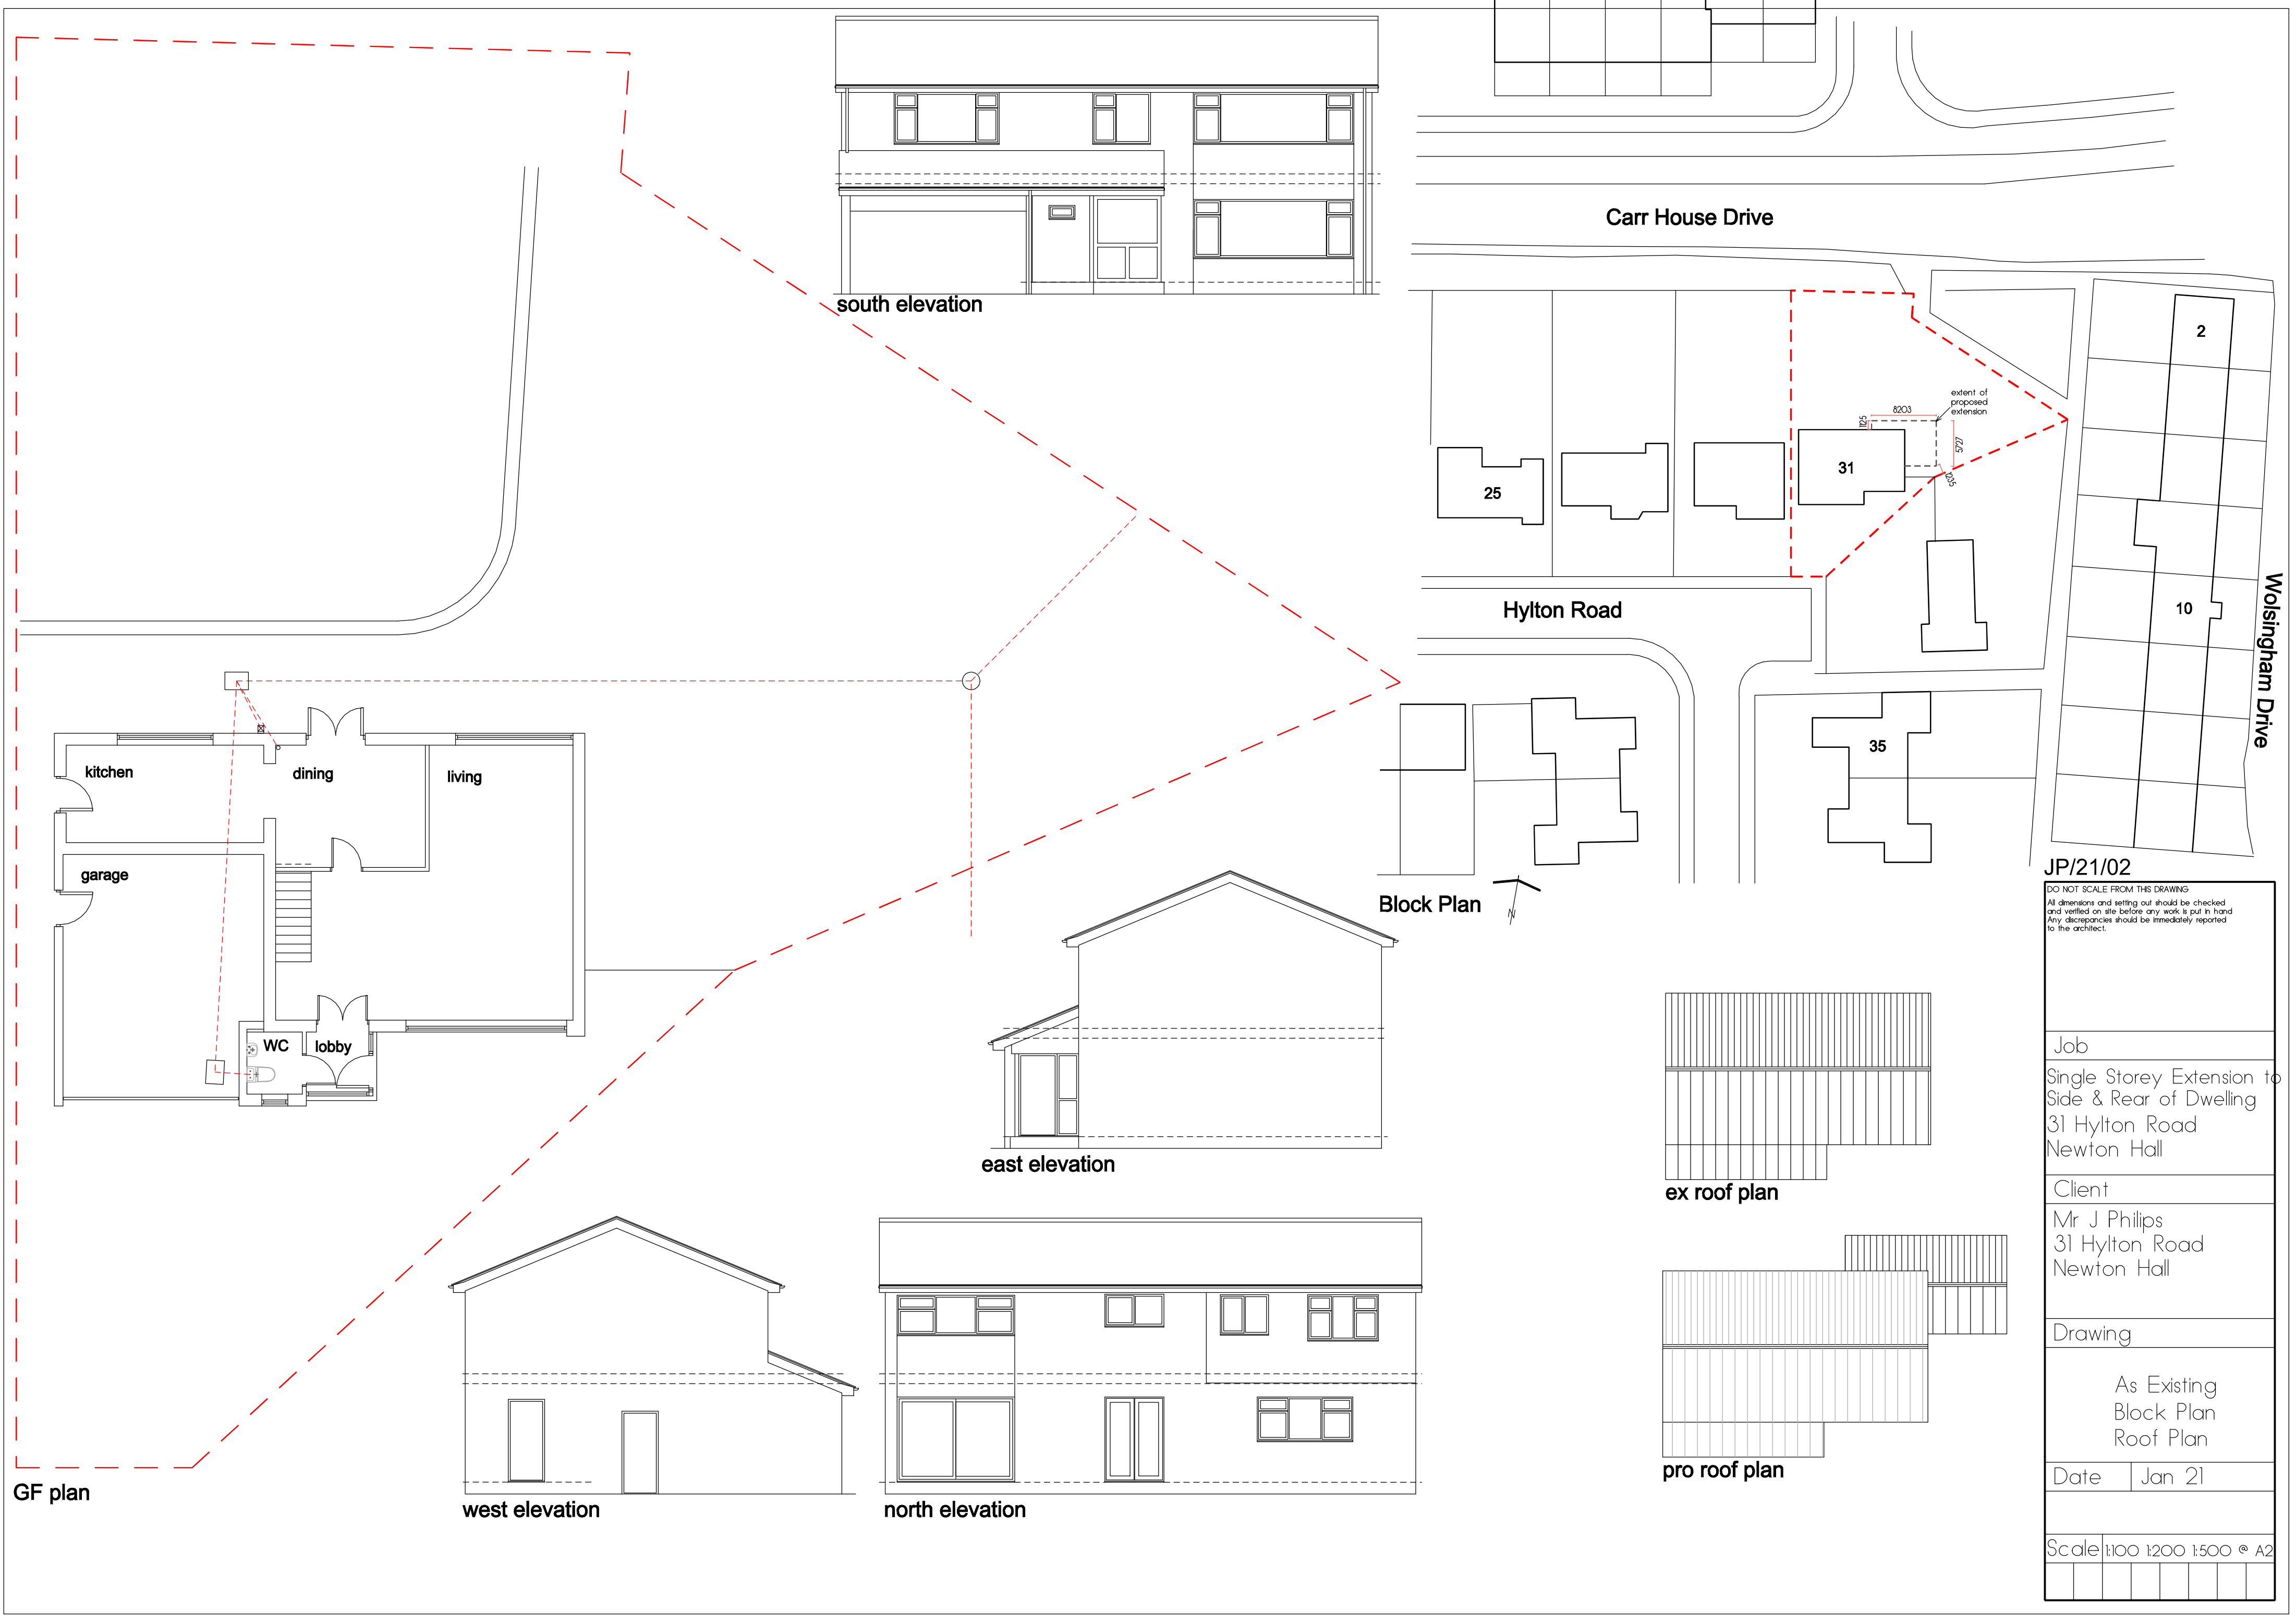 south elevation
Carr House Drive
2
extent of
proposed
extension
8203
1125
5727
1235
31
25
Hylton Road
10
Wolsingham Drive
35
Block Plan
N
kitchen
dining
living
garage
WC
lobby
GF plan
east elevation
west elevation
north elevation
ex roof plan
pro roof plan
JP/21/02
DO NOT SCALE FROM THIS DRAWING
All dimensions and setting out should be checked
and verified on site before any work is put in hand
Any discrepancies should be immediately reported
to the architect.
Job
Single Storey Extension to
Side & Rear of Dwelling
31 Hylton Road
Newton Hall
Client
Mr J Philips
31 Hylton Road
Newton Hall
Drawing
As Existing
Block Plan
Roof Plan
Date Jan 21
Scale 1:100 1:200 1:500 @ A2